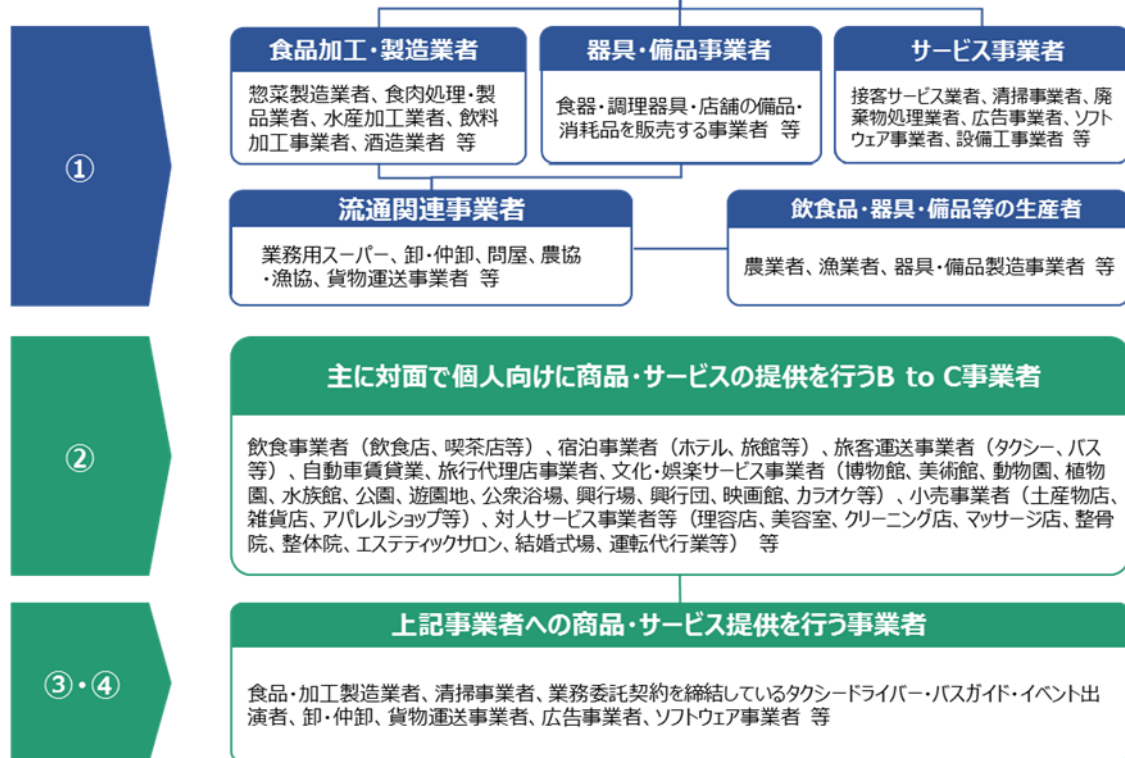 ①
食品加工・製造業者
惣菜製造業者、食肉処理・製
品業者、水産加工業者、飲料
加工事業者、酒造業者 等
器具・備品事業者
食器・調理器具・店舗の備品・
消耗品を販売する事業者 等
サービス事業者
接客サービス業者、清掃事業者、廃
棄物処理業者、広告事業者、ソフト
ウェア事業者、設備工事業者 等
流通関連事業者
業務用スーパー、卸・仲卸、問屋、農協
・漁協、貨物運送事業者 等
飲食品・器具・備品等の生産者
農業者、漁業者、器具・備品製造事業者 等
②
主に対面で個人向けに商品・サービスの提供を行うB to C事業者
飲食事業者（飲食店、喫茶店等）、宿泊事業者（ホテル、旅館等）、旅客運送事業者（タクシー、バス
等）、自動車賃貸業、旅行代理店事業者、文化・娯楽サービス事業者（博物館、美術館、動物園、植物
園、水族館、公園、遊園地、公衆浴場、興行場、興行団、映画館、カラオケ等）、小売事業者（土産物店、
雑貨店、アパレルショップ等）、対人サービス事業者等（理容店、美容室、クリーニング店、マッサージ店、整骨
院、整体院、エステティックサロン、結婚式場、運転代行業等） 等
③・④
上記事業者への商品・サービス提供を行う事業者
食品・加工製造業者、清掃事業者、業務委託契約を締結しているタクシードライバー・バスガイド・イベント出
演者、卸・仲卸、貨物運送事業者、広告事業者、ソフトウェア事業者 等